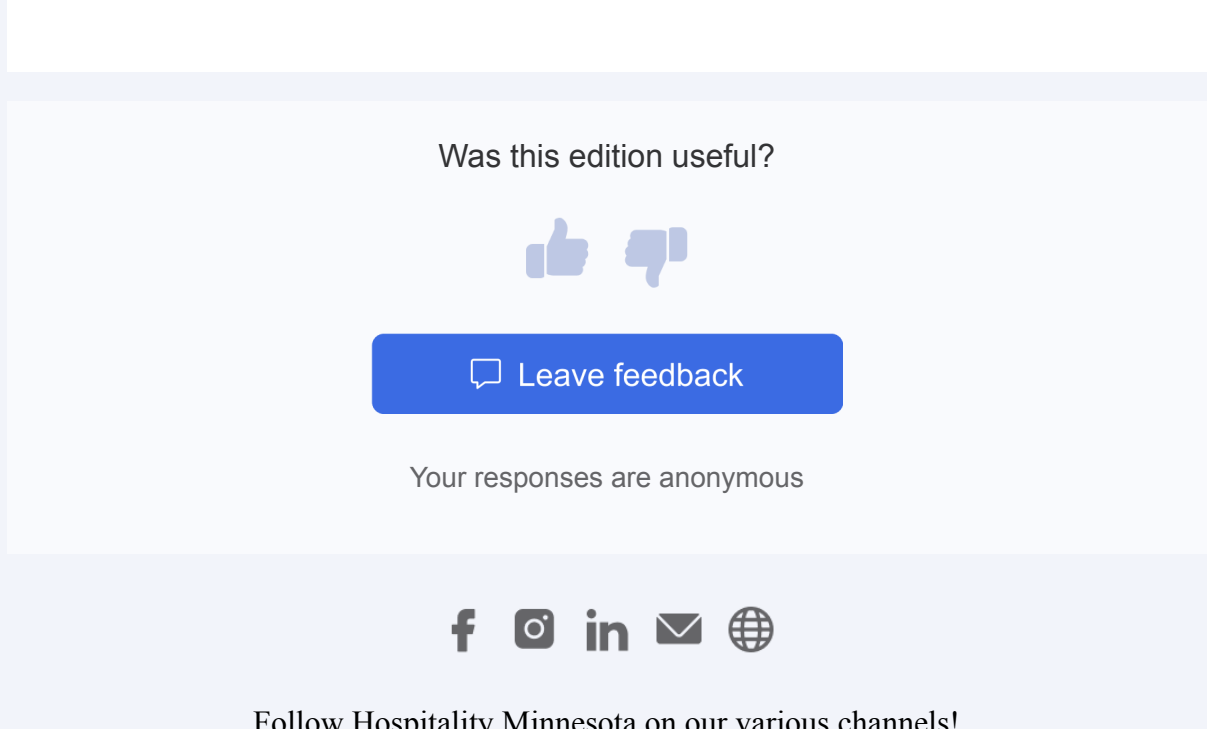 Was this edition useful?
Leave feedback
Your responses are anonymous
Follow Hospitality Minnesota on our various channels!